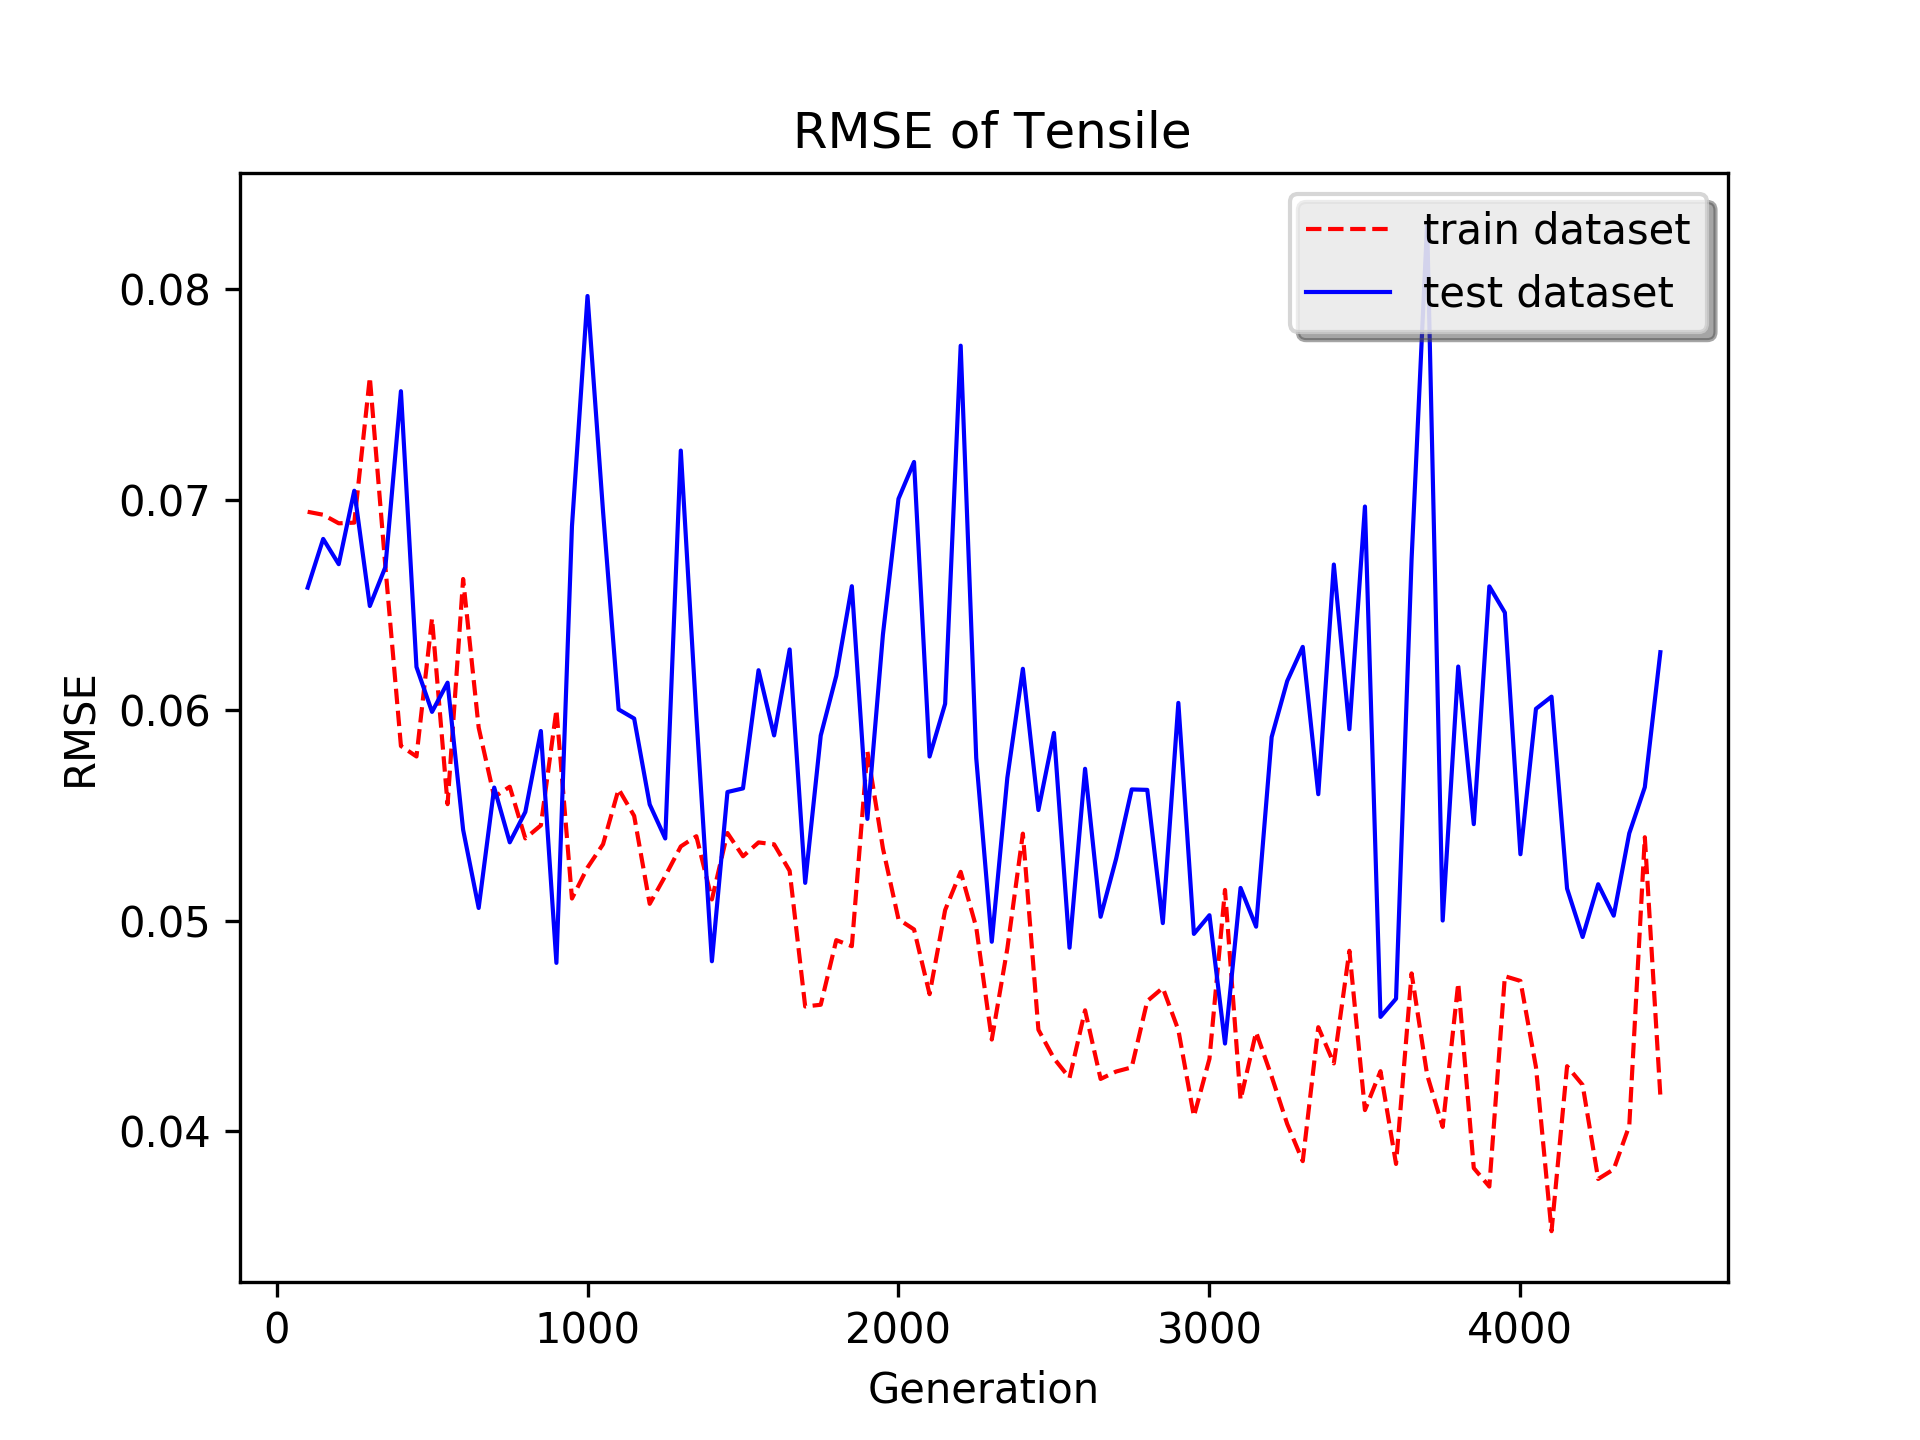 RMSE of Tensile
train dataset
test dataset
0.08
0.07
0.06
0.05
0.04
RMSE
0
1000
2000
3000
4000
Generation